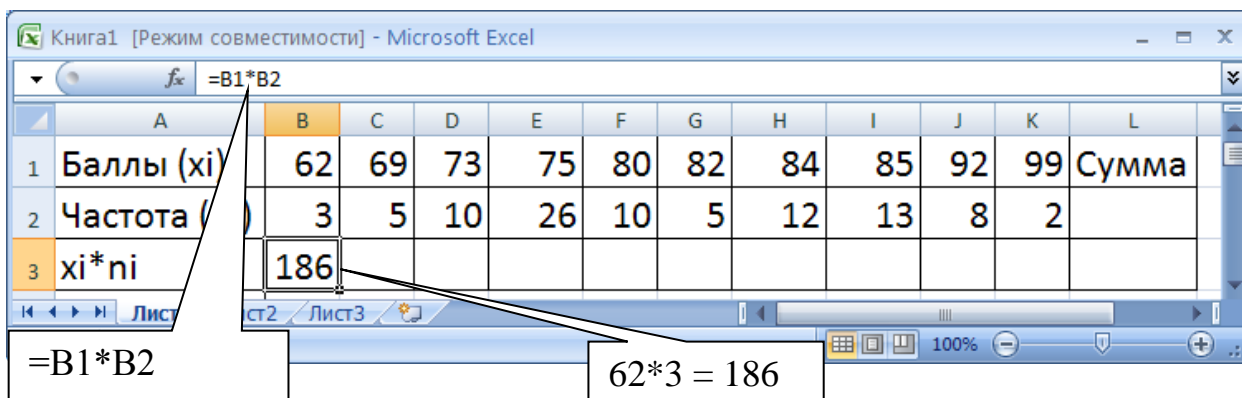 Книга1 [Режим совместимости] - Microsoft Excel
fx =B1*B2
A B C D E F G H I J K L
1 Баллы (xi) 62 69 73 75 80 82 84 85 92 99 Сумма
2 Частота ( ) 3 5 10 26 10 5 12 13 8 2
3 xi*ni 186
Лист ст2 Лист3
100%
=B1*B2
62*3 = 186